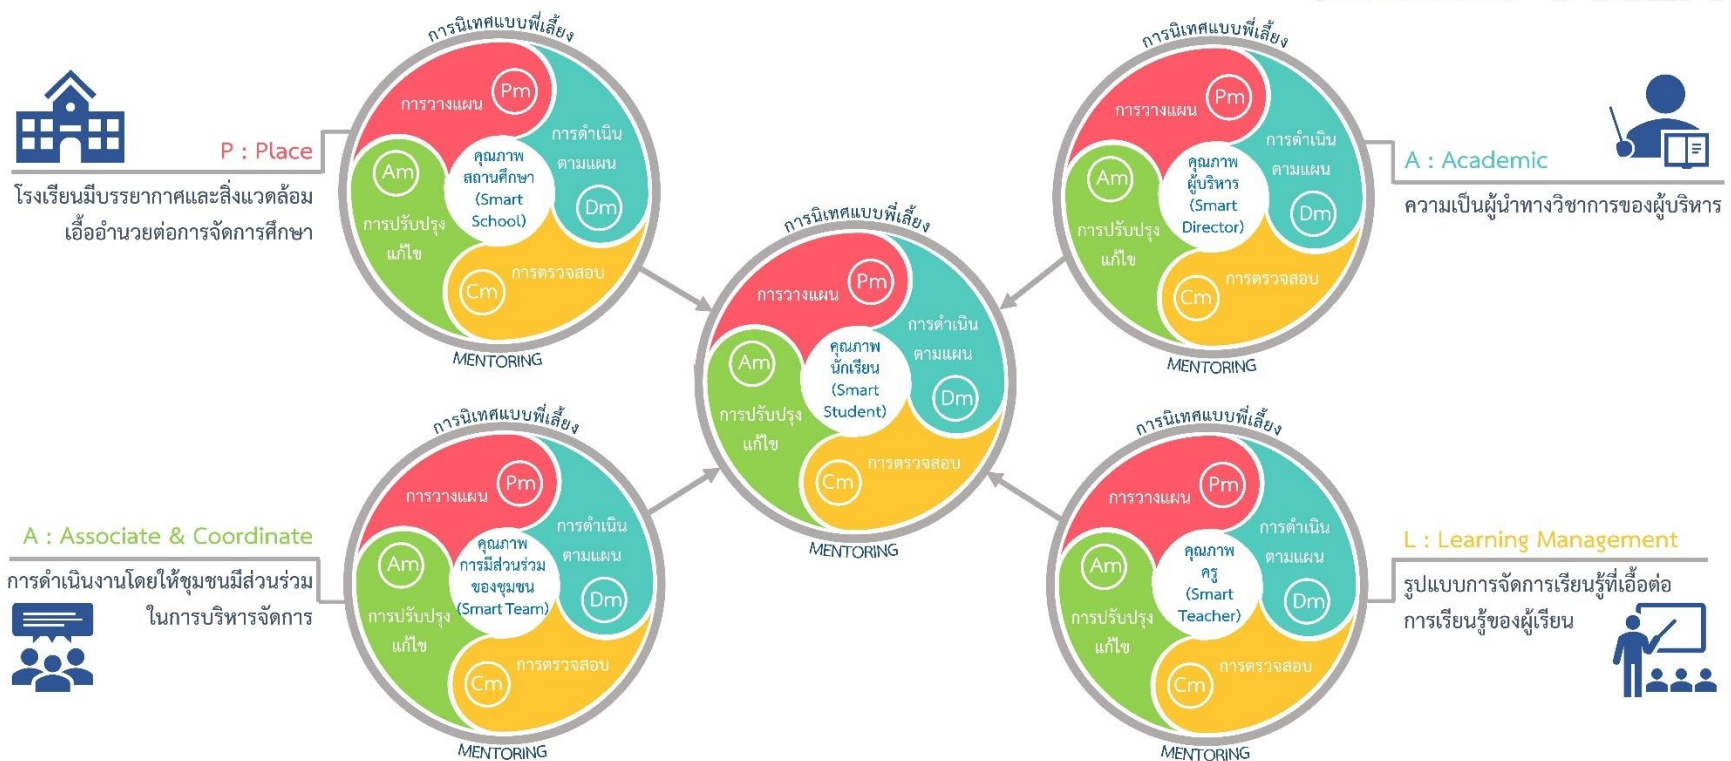 การนิเทศแบบพี่เลี้ยง
การวางแผน
Pm
การดำเนิน
ตามแผน
Dm
การตรวจสอบ
Cm
การปรับปรุง
แก้ไข
Am
คุณภาพ
สถานศึกษา
(Smart
School)
MENTORING
P : Place
โรงเรียนมีบรรยากาศและสิ่งแวดล้อม
เอื้ออำนวยต่อการจัดการศึกษา
การนิเทศแบบพี่เลี้ยง
การวางแผน
Pm
การดำเนิน
ตามแผน
Dm
การตรวจสอบ
Cm
การปรับปรุง
แก้ไข
Am
คุณภาพ
ผู้บริหาร
(Smart
Director)
MENTORING
A : Academic
ความเป็นผู้นำทางวิชาการของผู้บริหาร
การนิเทศแบบพี่เลี้ยง
การวางแผน
Pm
การดำเนิน
ตามแผน
Dm
การตรวจสอบ
Cm
การปรับปรุง
แก้ไข
Am
คุณภาพ
นักเรียน
(Smart
Student)
MENTORING
การนิเทศแบบพี่เลี้ยง
การวางแผน
Pm
การดำเนิน
ตามแผน
Dm
การตรวจสอบ
Cm
การปรับปรุง
แก้ไข
Am
คุณภาพ
การมีส่วนร่วม
ของชุมชน
(Smart Team)
MENTORING
A : Associate & Coordinate
การดำเนินงานโดยให้ชุมชนมีส่วนร่วม
ในการบริหารจัดการ
การนิเทศแบบพี่เลี้ยง
การวางแผน
Pm
การดำเนิน
ตามแผน
Dm
การตรวจสอบ
Cm
การปรับปรุง
แก้ไข
Am
คุณภาพ
ครู
(Smart
Teacher)
MENTORING
L : Learning Management
รูปแบบการจัดการเรียนรู้ที่เอื้อต่อ
การเรียนรู้ของผู้เรียน